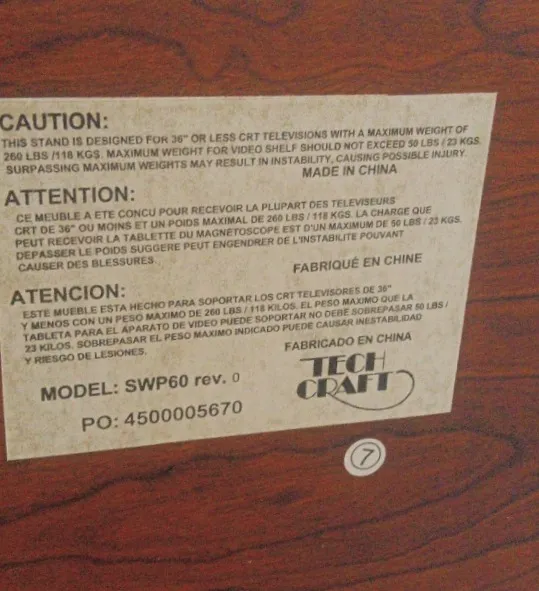 CAUTION:
THIS STAND IS DESIGNED FOR 36" OR LESS CRT TELEVISIONS WITH A MAXIMUM WEIGHT OF
260 LBS /118 KGS. MAXIMUM WEIGHT FOR VIDEO SHELF SHOULD NOT EXCEED 50 LBS / 23 KGS.
SURPASSING MAXIMUM WEIGHTS MAY RESULT IN INSTABILITY, CAUSING POSSIBLE INJURY.
MADE IN CHINA
ATTENTION:
CE MEUBLE A ETE CONCU POUR RECEVOIR LA PLUPART DES TELEVISEURS
CRT DE 36" OU MOINS ET UN POIDS MAXIMAL DE 260 LBS / 118 KGS. LA CHARGE QUE
PEUT RECEVOIR LA TABLETTE DU MAGNETOSCOPE EST D'UN MAXIMUM DE 50 LBS / 23 KGS.
DEPASSER LE POIDS SUGGERE PEUT ENGENDRER DE L'INSTABILITE POUVANT
CAUSER DES BLESSURES.
FABRIQUÉ EN CHINE
ATENCION:
ESTE MUEBLE ESTA HECHO PARA SOPORTAR LOS CRT TELEVISORES DE 36"
Y MENOS CON UN PESO MAXIMO DE 260 LBS / 118 KILOS. EL PESO MAXIMO QUE LA
TABLETA PARA EL APARATO DE VIDEO PUEDE SOPORTAR NO DEBE SOBREPASAR 50 LBS /
23 KILOS. SOBREPASAR EL PESO MAXIMO INDICADO PUEDE CAUSAR INESTABILIDAD
Y RIESGO DE LESIONES.
FABRICADO EN CHINA
MODEL: SWP60 rev. 0
TECH
CRAFT
PO: 4500005670
7